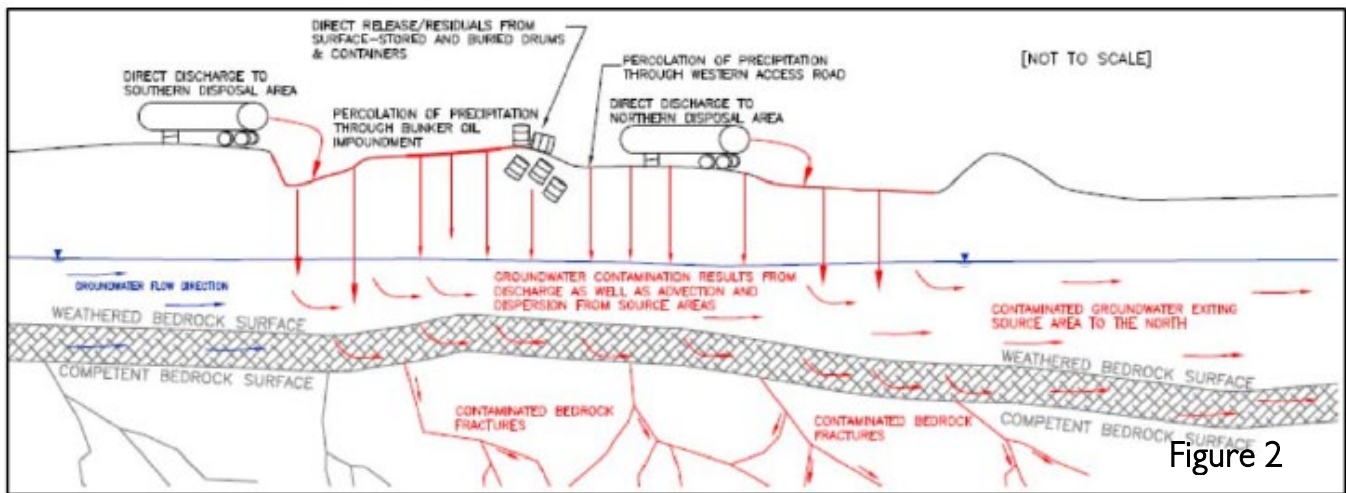 DIRECT RELEASE/RESIDUALS FROM
SURFACE-STORED AND BURIED DRUMS
& CONTAINERS
[NOT TO SCALE]
PERCOLATION OF PRECIPITATION
THROUGH WESTERN ACCESS ROAD
DIRECT DISCHARGE TO
SOUTHERN DISPOSAL AREA
PERCOLATION OF PRECIPITATION
THROUGH BUNKER OIL
IMPOUNDMENT
DIRECT DISCHARGE TO
NORTHERN DISPOSAL AREA
GROUNDWATER FLOW DIRECTION
GROUNDWATER CONTAMINATION RESULTS FROM
DISCHARGE AS WELL AS ADVECTION AND
DISPERSION FROM SOURCE AREAS
CONTAMINATED GROUNDWATER EXITING
SOURCE AREA TO THE NORTH
WEATHERED BEDROCK SURFACE
WEATHERED BEDROCK SURFACE
COMPETENT BEDROCK SURFACE
CONTAMINATED BEDROCK
FRACTURES
CONTAMINATED BEDROCK
FRACTURES
COMPETENT BEDROCK SURFACE
Figure 2